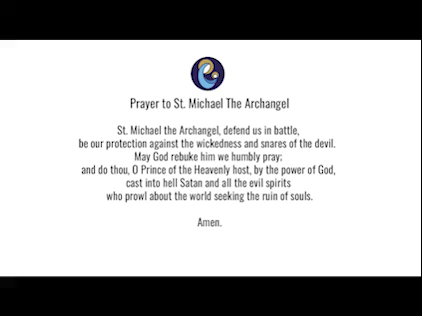 Prayer to St. Michael The Archangel
St. Michael the Archangel, defend us in battle,
be our protection against the wickedness and snares of the devil.
May God rebuke him we humbly pray;
and do thou, O Prince of the Heavenly host, by the power of God,
cast into hell Satan and all the evil spirits
who prowl about the world seeking the ruin of souls.
Amen.